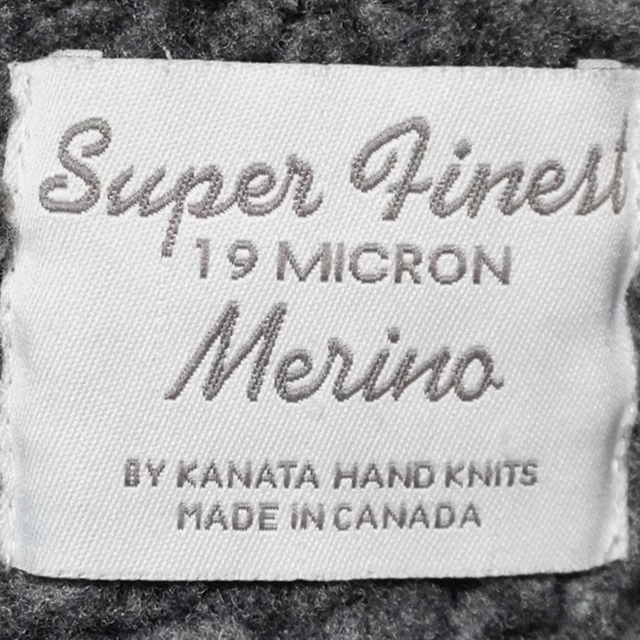 Super Finest
19 MICRON
Merino
BY KANATA HAND KNITS
MADE IN CANADA